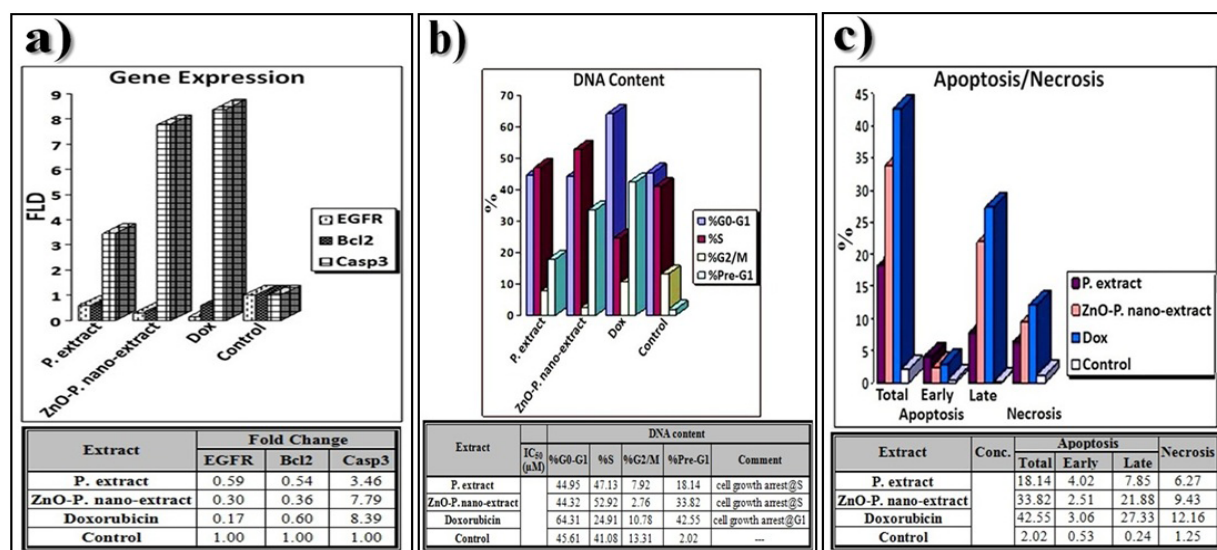 a)
Gene Expression
FLD
9
8
7
6
5
4
3
2
1
0
P. extract
ZnO-P. nano-extract
Dox
Control
EGFR
Bcl2
Casp3
Extract Fold Change
EGFR Bcl2 Casp3
P. extract 0.59 0.54 3.46
ZnO-P. nano-extract 0.30 0.36 7.79
Doxorubicin 0.17 0.60 8.39
Control 1.00 1.00 1.00
b)
DNA Content
%
70
60
50
40
30
20
10
0
P. extract
ZnO-P. nano-extract
Dox
Control
%G0-G1
%S
%G2/M
%Pre-G1
Extract IC50 (µM) DNA content
%G0-G1 %S %G2/M %Pre-G1 Comment
P. extract 44.95 47.13 7.92 18.14 cell growth arrest@S
ZnO-P. nano-extract 44.32 52.92 2.76 33.82 cell growth arrest@S
Doxorubicin 64.31 24.91 10.78 42.55 cell growth arrest@G1
Control 45.61 41.08 13.31 2.02 ---
c)
Apoptosis/Necrosis
%
45
40
35
30
25
20
15
10
5
0
Total Early Late
Apoptosis Necrosis
P. extract
ZnO-P. nano-extract
Dox
Control
Extract Conc. Apoptosis Necrosis
Total Early Late
P. extract 18.14 4.02 7.85 6.27
ZnO-P. nano-extract 33.82 2.51 21.88 9.43
Doxorubicin 42.55 3.06 27.33 12.16
Control 2.02 0.53 0.24 1.25